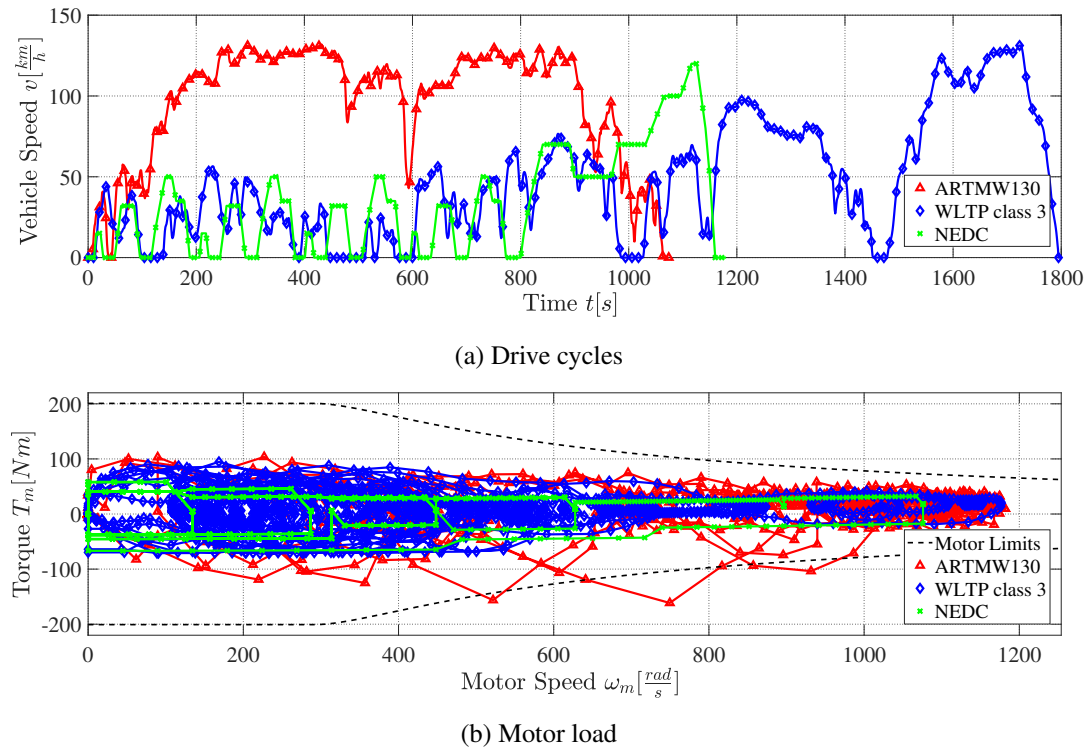 150
100
50
0
Vehicle Speed v[km/h]
0 200 400 600 800 1000 1200 1400 1600 1800
Time t[s]
ARTMW130
WLTP class 3
NEDC
(a) Drive cycles
200
100
0
-100
-200
Torque T_m[Nm]
0 200 400 600 800 1000 1200
Motor Speed ω_m[rad/s]
Motor Limits
ARTMW130
WLTP class 3
NEDC
(b) Motor load